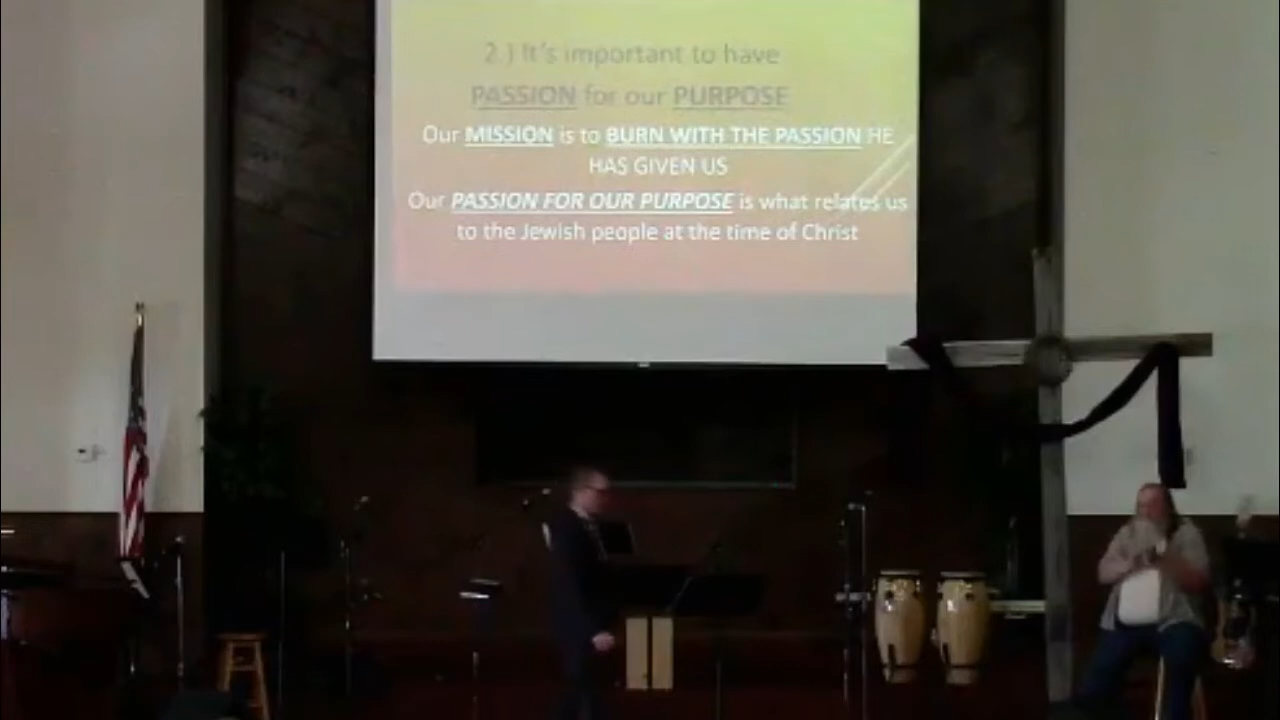 2.) It's important to have
PASSION for our PURPOSE
Our MISSION is to BURN WITH THE PASSION HE
HAS GIVEN US
Our PASSION FOR OUR PURPOSE is what relates us
to the Jewish people at the time of Christ